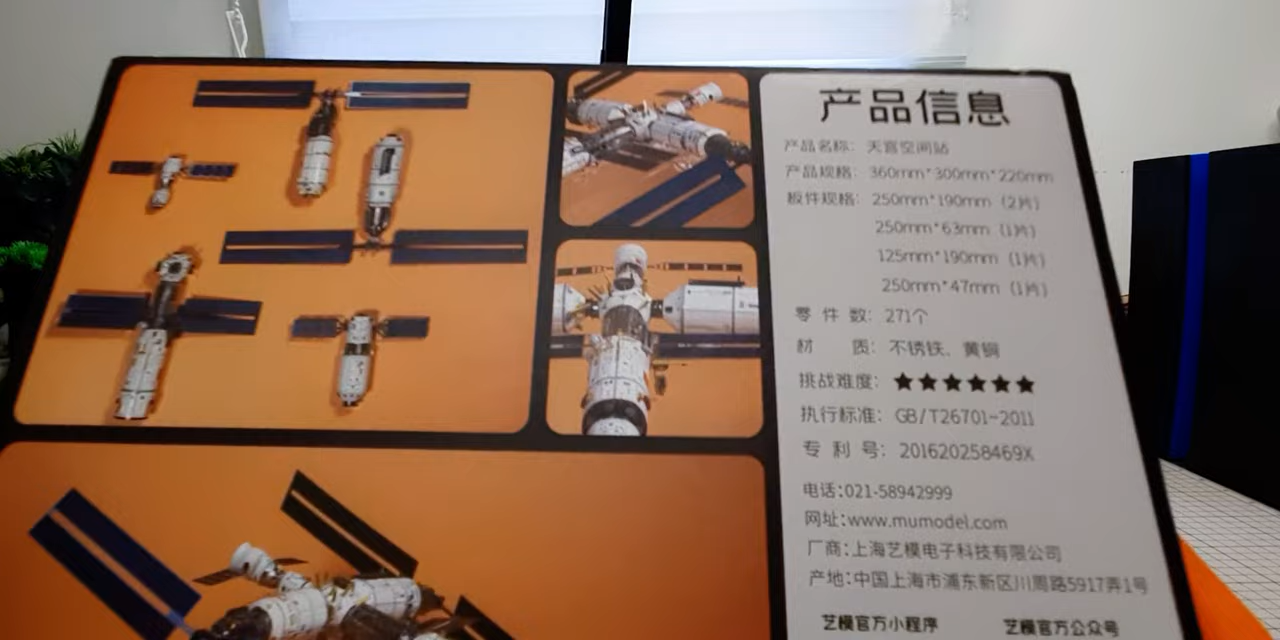 产品信息
产品名称: 天宫空间站
产品规格: 360mm*300mm*220mm
板件规格: 250mm*190mm (2片)
250mm*63mm (1片)
125mm*190mm (1片)
250mm*47mm (1片)
零件数: 271个
材质: 不锈铁、黄铜
挑战难度: ★★★★★★
执行标准: GB/T26701-2011
专利号: 201620258469X
电话:021-58942999
网址:www.mumodel.com
厂商:上海艺模电子科技有限公司
产地:中国上海市浦东新区川周路5917弄1号
艺模官方小程序 艺模官方公众号